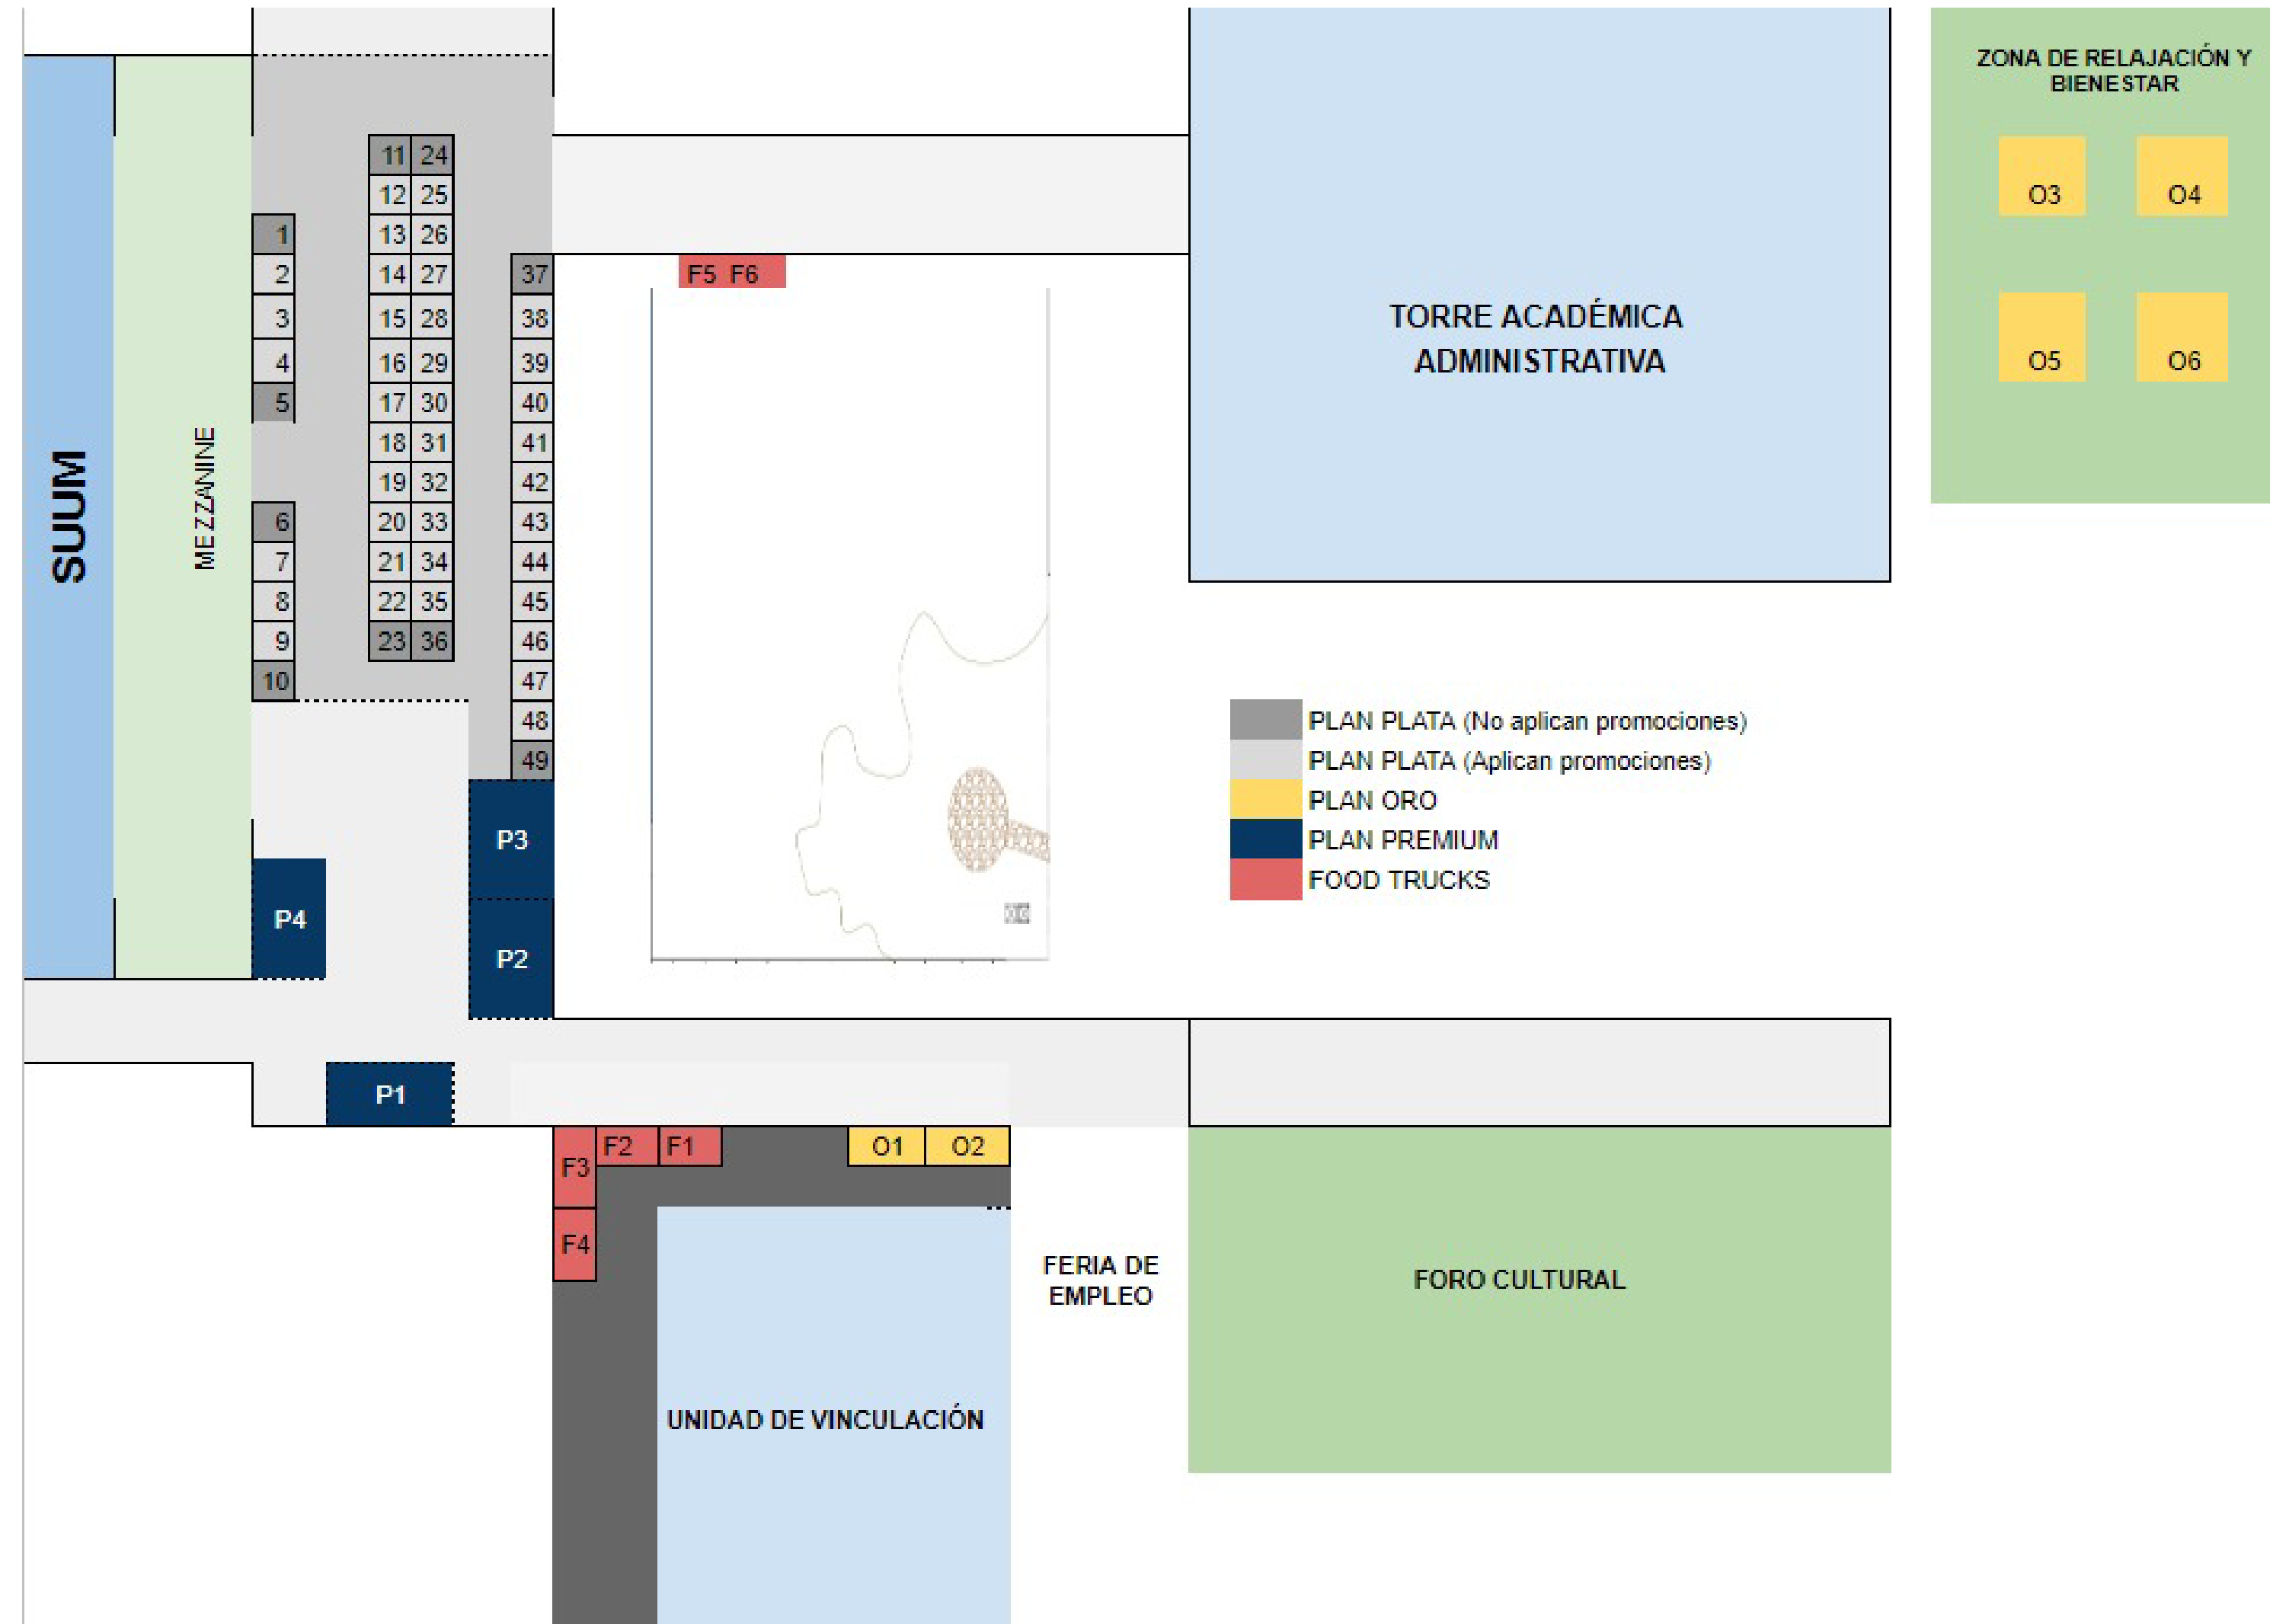 ZONA DE RELAJACIÓN Y
BIENESTAR
O3 O4
O5 O6
11 24
12 25
13 26
14 27
15 28
16 29
17 30
18 31
19 32
20 33
21 34
22 35
23 36
1
2
3
4
5
6
7
8
9
10
37
38
39
40
41
42
43
44
45
46
47
48
49
F5 F6
SUUM
MEZZANINE
TORRE ACADÉMICA
ADMINISTRATIVA
PLAN PLATA (No aplican promociones)
PLAN PLATA (Aplican promociones)
PLAN ORO
PLAN PREMIUM
FOOD TRUCKS
P3
P4
P2
P1
F3
F2
F1
O1
O2
F4
FERIA DE
EMPLEO
FORO CULTURAL
UNIDAD DE VINCULACIÓN